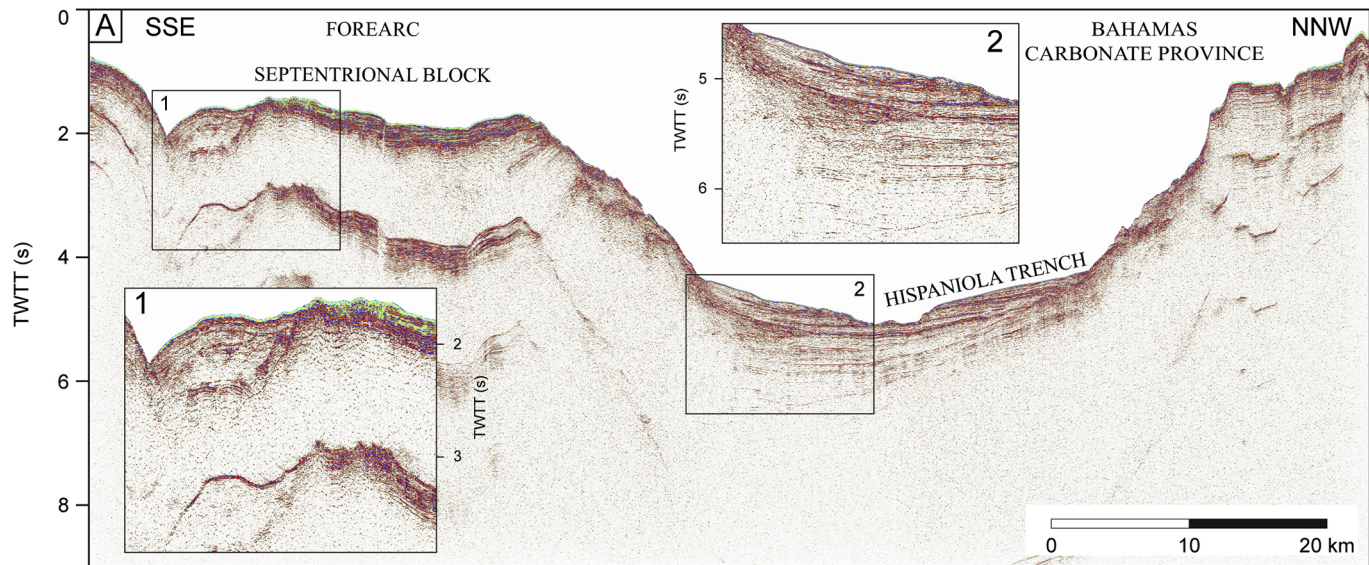 0
A
SSE
FOREARC
SEPTENTRIONAL BLOCK
1
2
5
TWTT (s)
6
BAHAMAS
CARBONATE PROVINCE
NNW
2
TWTT (s)
4
6
8
1
2
TWTT (s)
3
2
HISPANIOLA TRENCH
0
10
20 km